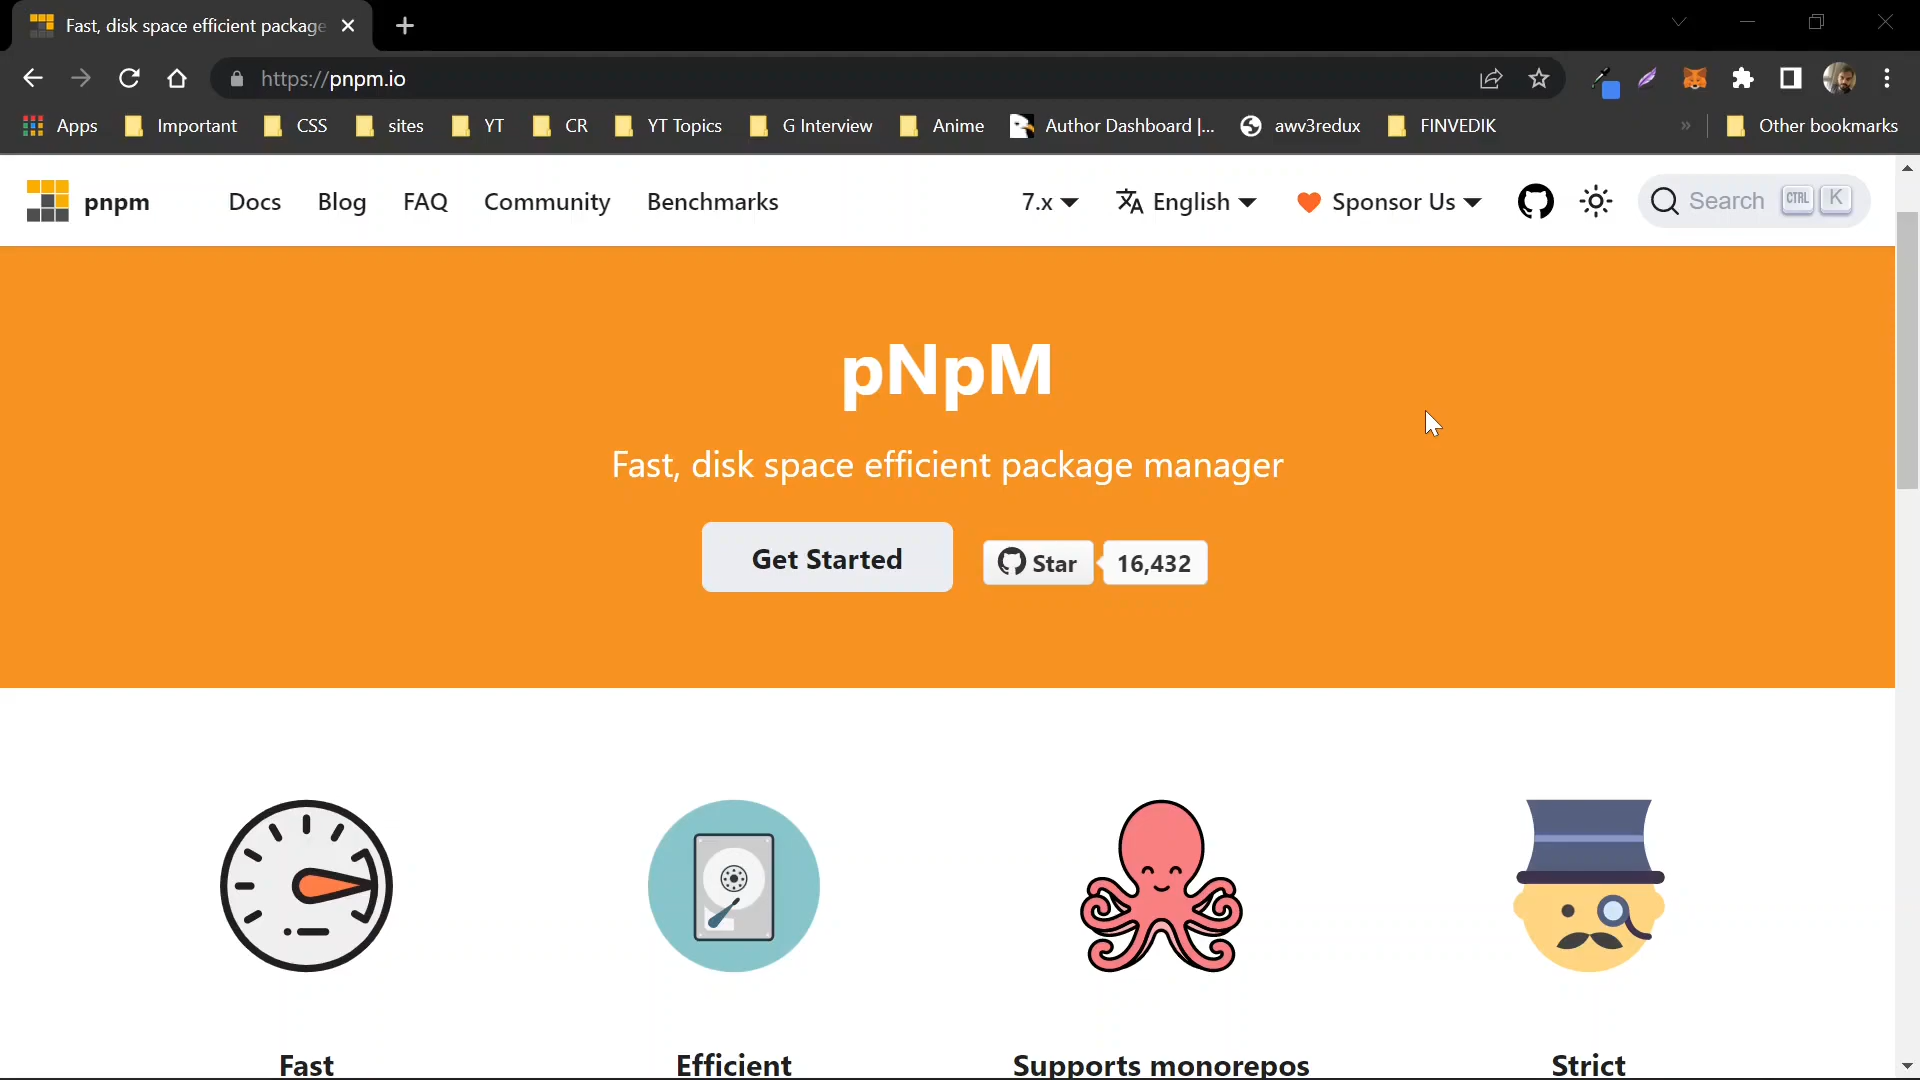 Fast, disk space efficient package
https://pnpm.io
Apps Important CSS sites YT CR YT Topics G Interview Anime Author Dashboard |... awv3redux FINVEDIK » Other bookmarks
pnpm Docs Blog FAQ Community Benchmarks 7.x English Sponsor Us Search CTRL K
pNpM
Fast, disk space efficient package manager
Get Started Star 16,432
Fast Efficient Supports monorepos Strict